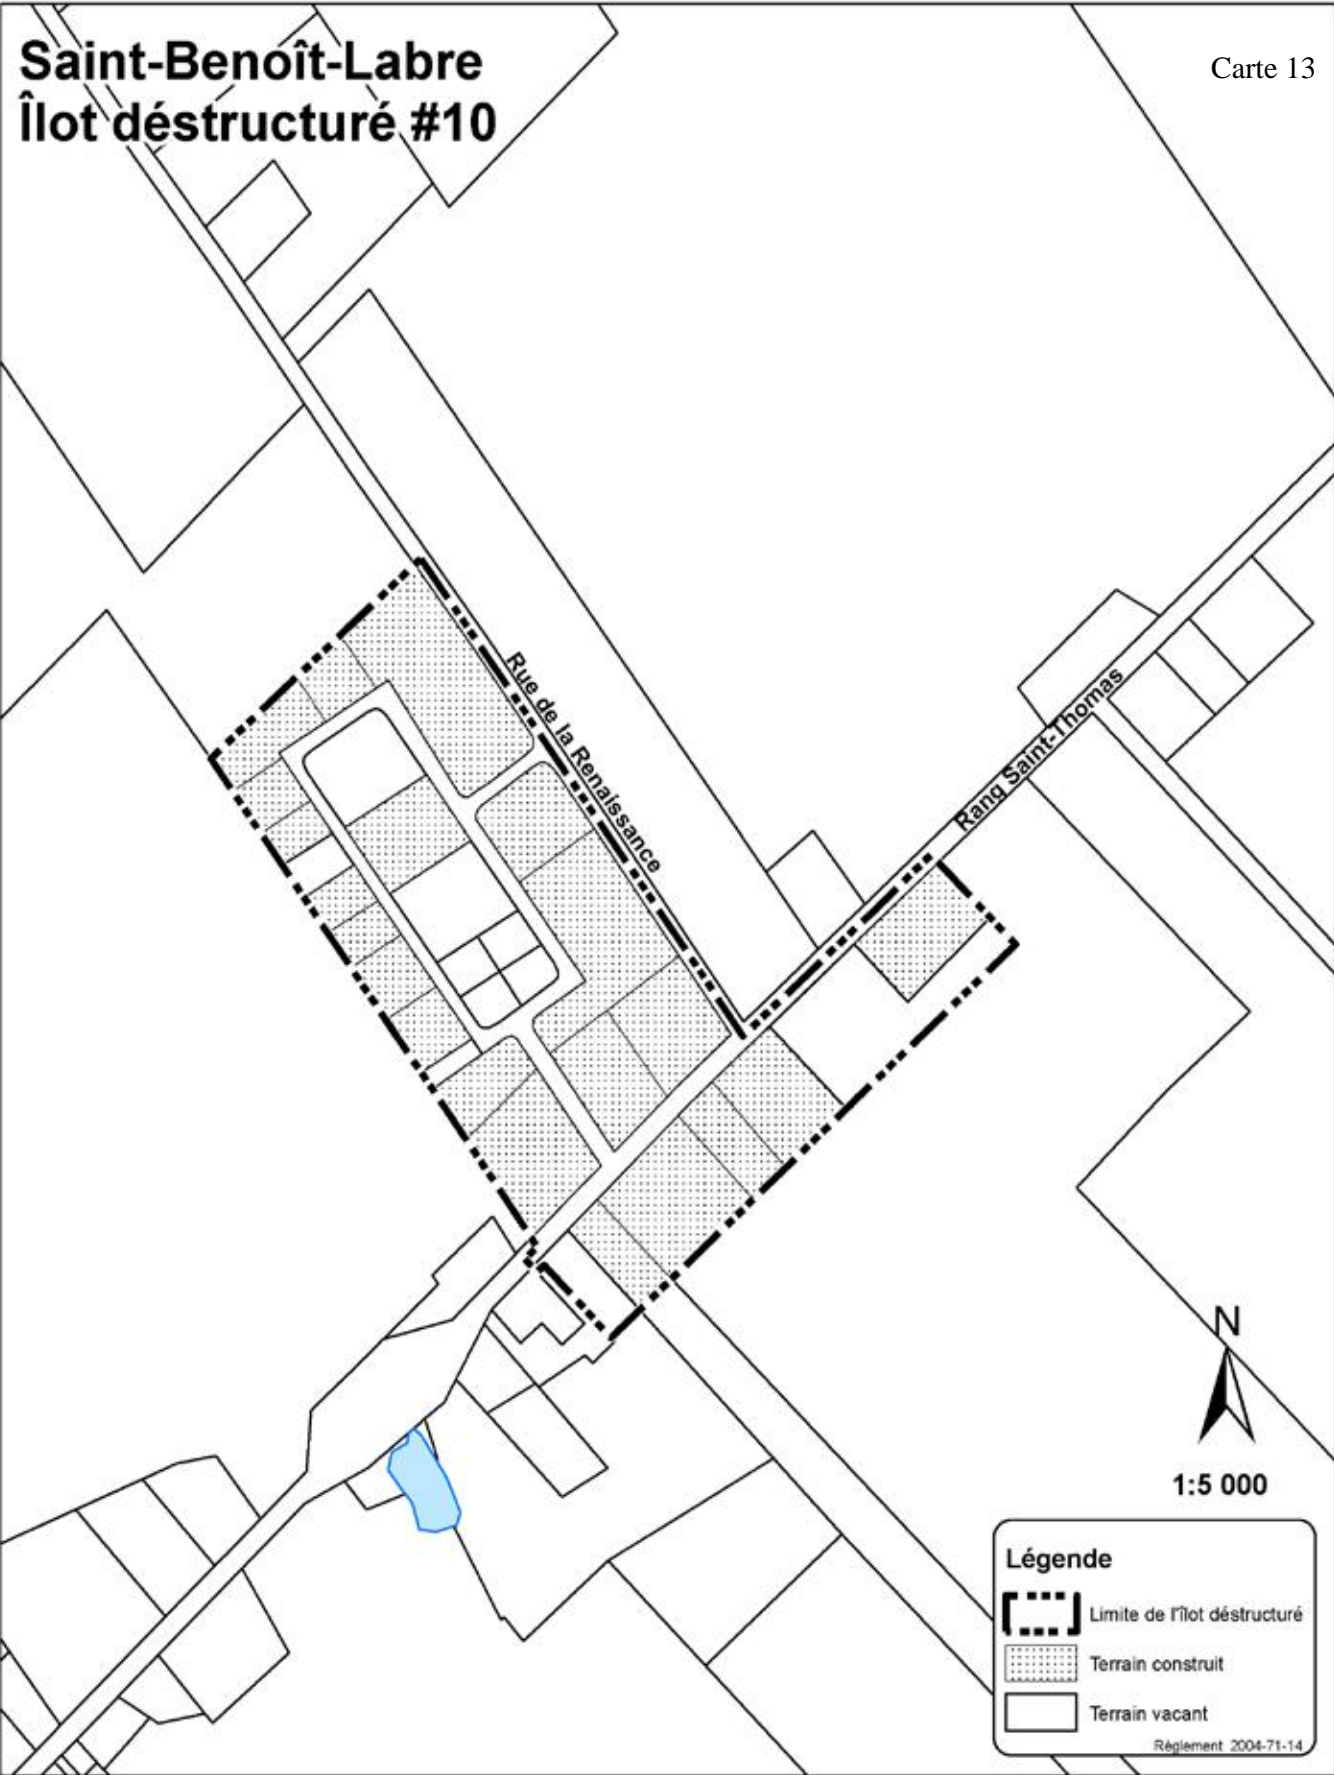 Saint-Benoît-Labre
Îlot déstructuré #10
Carte 13
Rue de la Renaissance
Rang Saint-Thomas
N
1:5 000
Légende
Limite de l'îlot déstructuré
Terrain construit
Terrain vacant
Règlement 2004-71-14